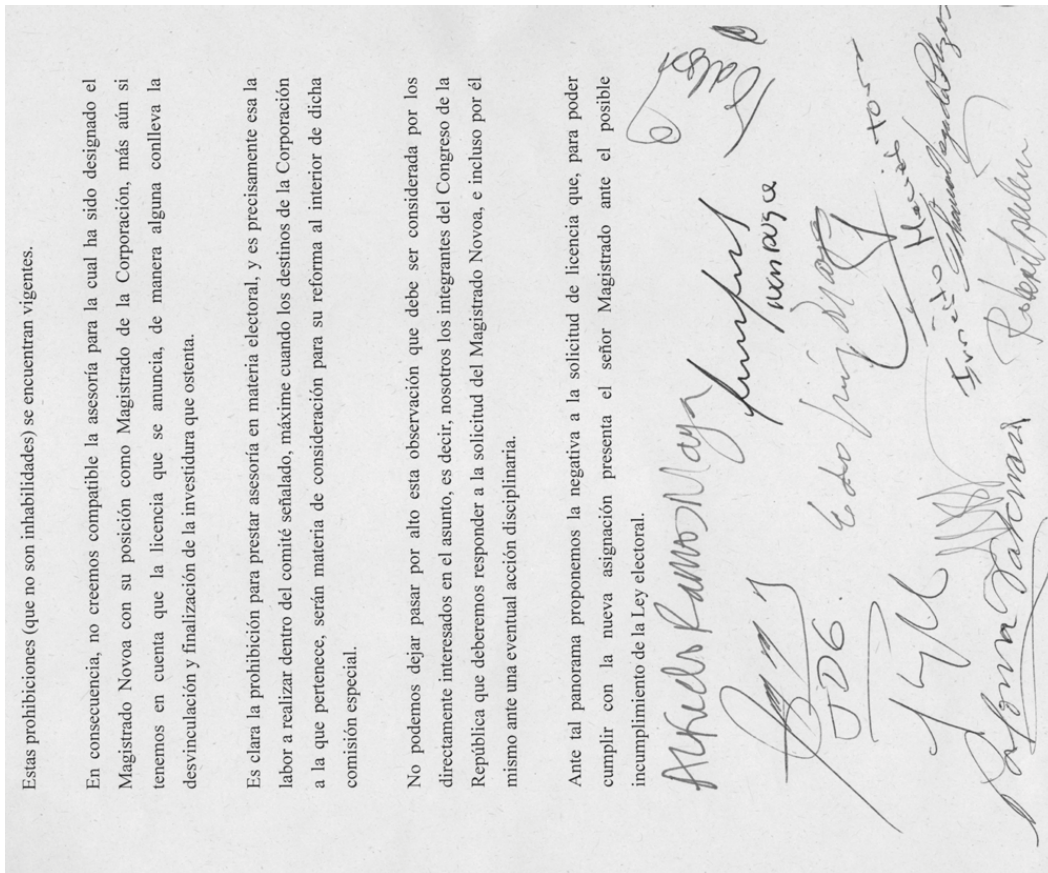 Estas prohibiciones (que no son inhabilidades) se encuentran vigentes.
En consecuencia, no creemos compatible la asesoría para la cual ha sido designado el
Magistrado Novoa con su posición como Magistrado de la Corporación, más aún si
tenemos en cuenta que la licencia que se anuncia, de manera alguna conlleva la
desvinculación y finalización de la investidura que ostenta.
Es clara la prohibición para prestar asesoría en materia electoral, y es precisamente esa la
labor a realizar dentro del comité señalado, máxime cuando los destinos de la Corporación
a la que pertenece, serán materia de consideración para su reforma al interior de dicha
comisión especial.
No podemos dejar pasar por alto esta observación que debe ser considerada por los
directamente interesados en el asunto, es decir, nosotros los integrantes del Congreso de la
República que deberemos responder a la solicitud del Magistrado Novoa, e incluso por él
mismo ante una eventual acción disciplinaria.
Ante tal panorama proponemos la negativa a la solicitud de licencia que, para poder
cumplir con la nueva asignación presenta el señor Magistrado ante el posible
incumplimiento de la Ley electoral.
Alfredo Ramos Maya